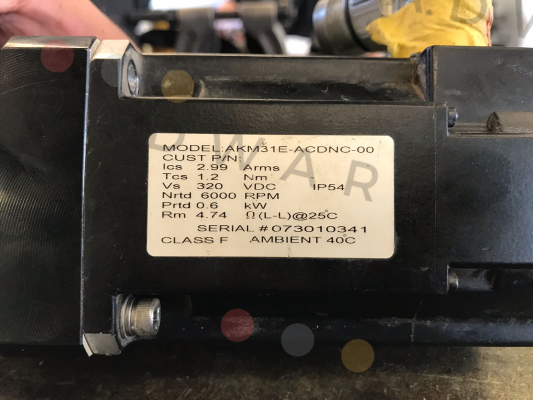 MODEL:AKM31E-ACDNC-00
CUST P/N:
Ics 2.99 Arms
Tcs 1.2 Nm
Vs 320 VDC IP54
Nrtd 6000 RPM
Prtd 0.6 kW
Rm 4.74 Ω(L-L)@25C
SERIAL #073010341
CLASS F AMBIENT 40C